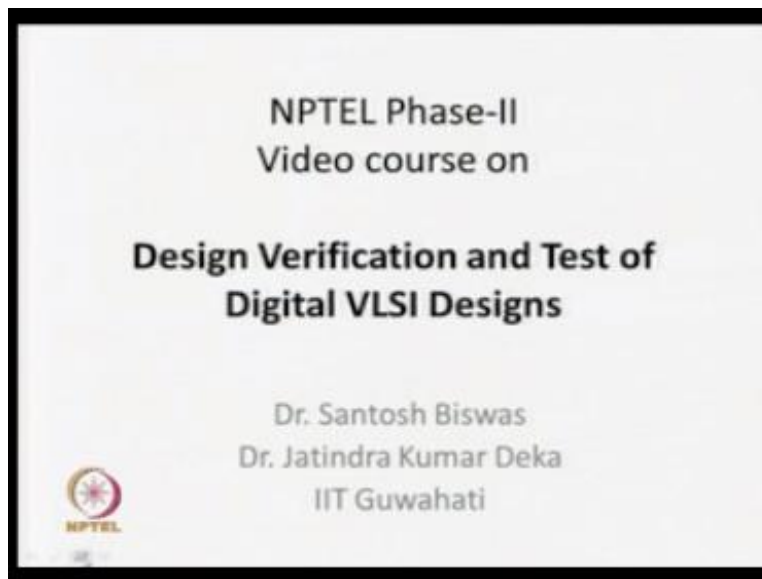 NPTEL Phase-II
Video course on
Design Verification and Test of
Digital VLSI Designs
Dr. Santosh Biswas
Dr. Jatindra Kumar Deka
IIT Guwahati
NPTEL